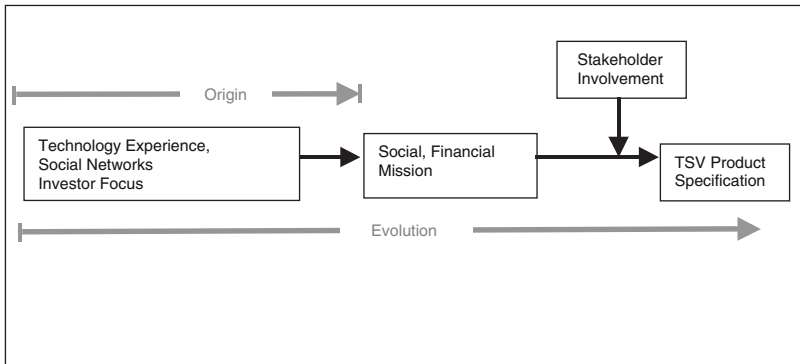 Stakeholder
Involvement
Origin
Technology Experience,
Social Networks
Investor Focus
Social, Financial
Mission
TSV Product
Specification
Evolution